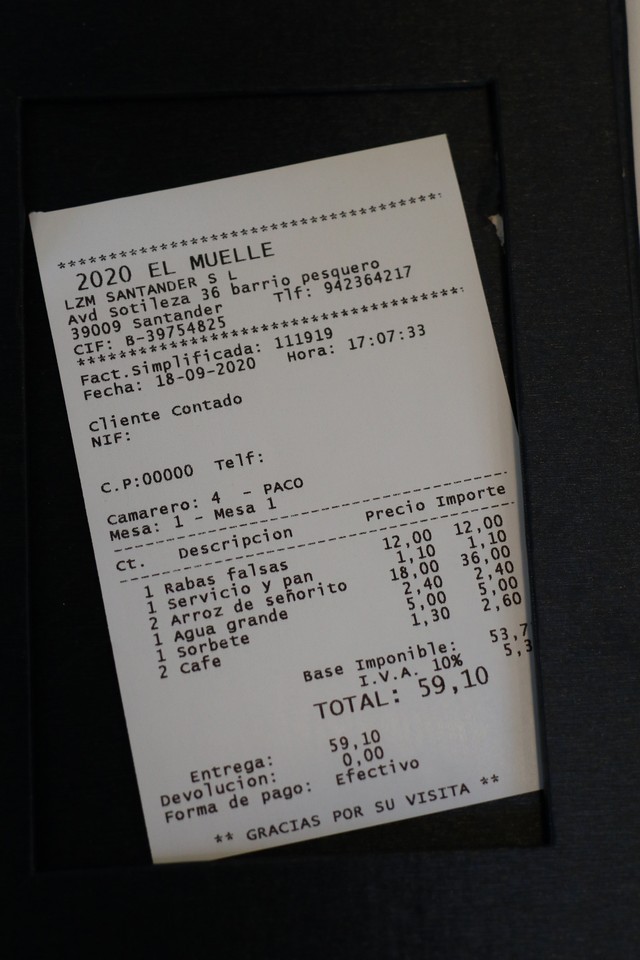 ****************************************
2020 EL MUELLE
LZM SANTANDER S L
Avd Sotileza 36 barrio pesquero
39009 Santander Tlf: 942364217
CIF: B-39754825
****************************************
Fact.Simplificada: 111919
Fecha: 18-09-2020 Hora: 17:07:33
Cliente Contado
NIF:
C.P:00000 Telf:
Camarero: 4 - PACO
Mesa: 1 - Mesa 1
Ct. Descripcion Precio Importe
1 Rabas falsas 12,00 12,00
1 Servicio y pan 1,10 1,10
2 Arroz de señorito 18,00 36,00
1 Agua grande 2,40 2,40
1 Sorbete 5,00 5,00
2 Cafe 1,30 2,60
Base Imponible: 53,7
I.V.A. 10% 5,3
TOTAL: 59,10
Entrega: 59,10
Devolucion: 0,00
Forma de pago: Efectivo
** GRACIAS POR SU VISITA **